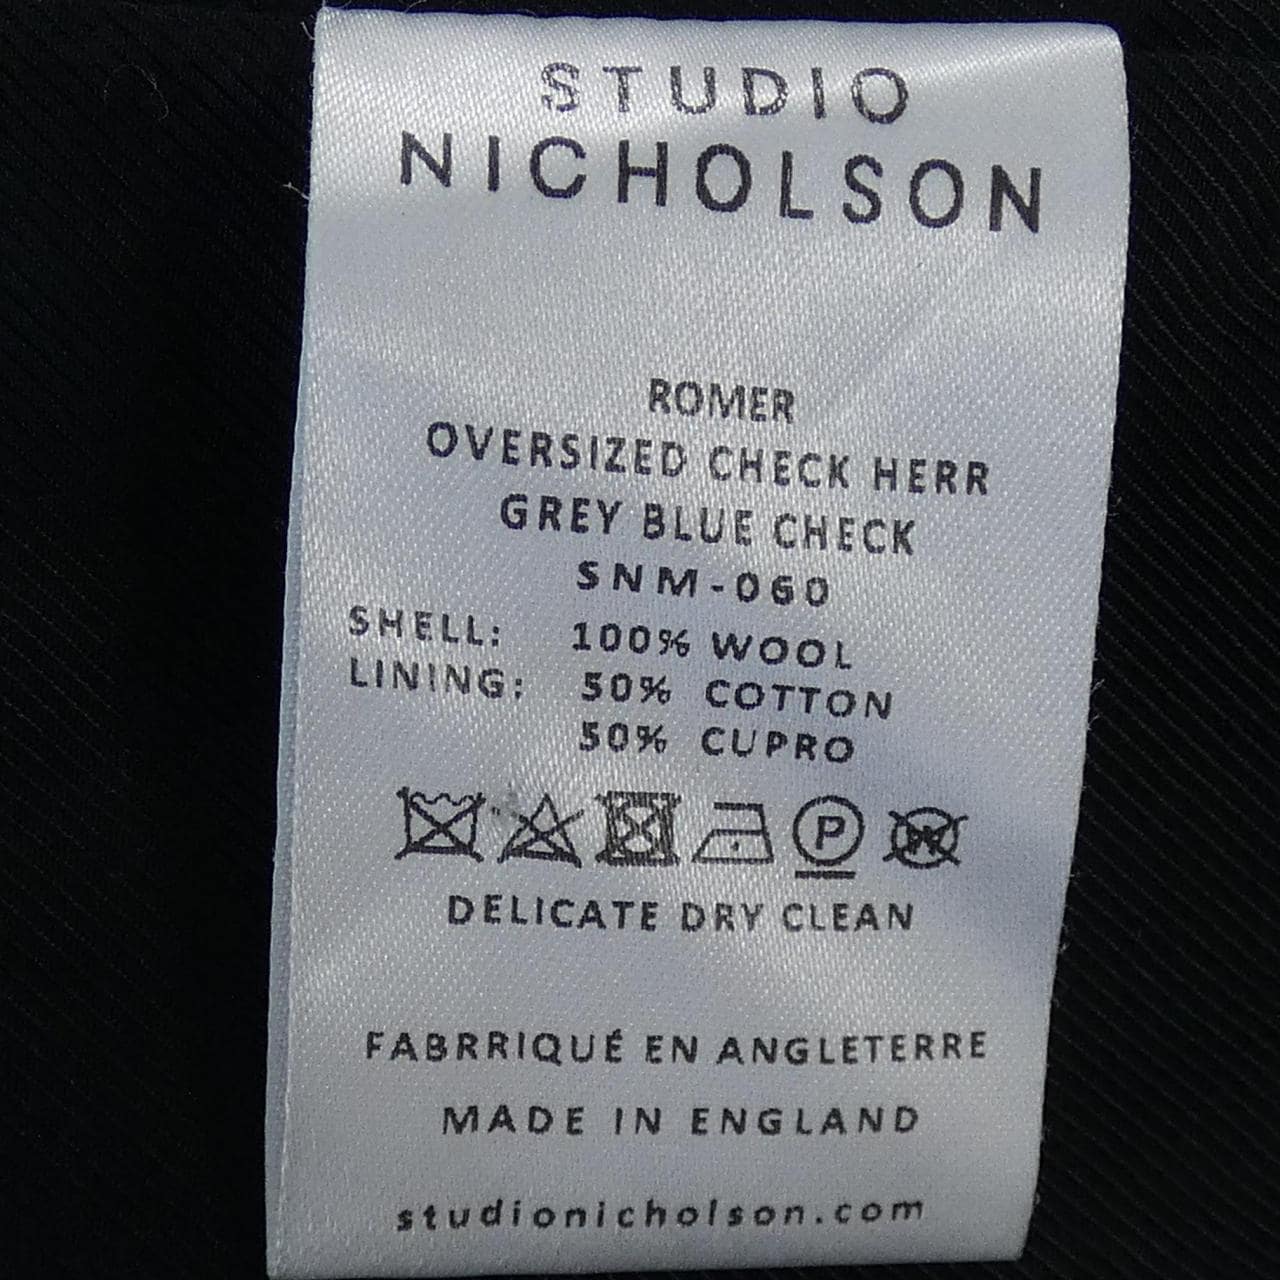 STUDIO
NICHOLSON
ROMER
OVERSIZED CHECK HERR
GREY BLUE CHECK
SNM-060
SHELL: 100% WOOL
LINING: 50% COTTON
50% CUPRO
P W
DELICATE DRY CLEAN
FABRRIQUÉ EN ANGLETERRE
MADE IN ENGLAND
studionicholson.com